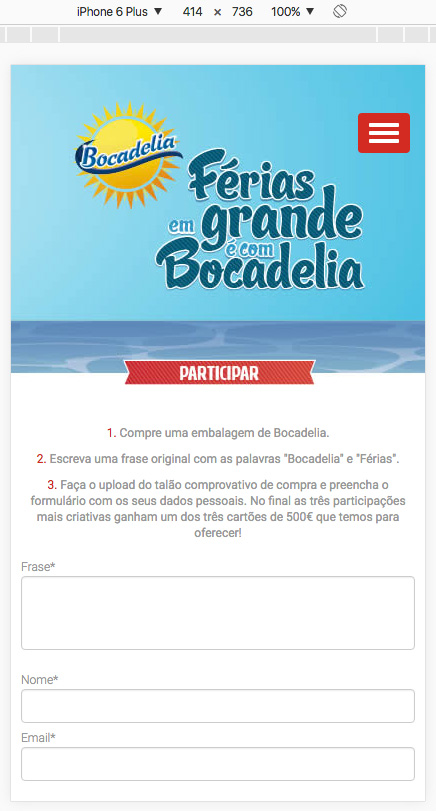 iPhone 6 Plus ▼ 414 × 736 100% ▼
Bocadelia
Férias
em grande
é com
Bocadelia
PARTICIPAR
1. Compre uma embalagem de Bocadelia.
2. Escreva uma frase original com as palavras "Bocadelia" e "Férias".
3. Faça o upload do talão comprovativo de compra e preencha o
formulário com os seus dados pessoais. No final as três participações
mais criativas ganham um dos três cartões de 500€ que temos para
oferecer!
Frase*
Nome*
Email*